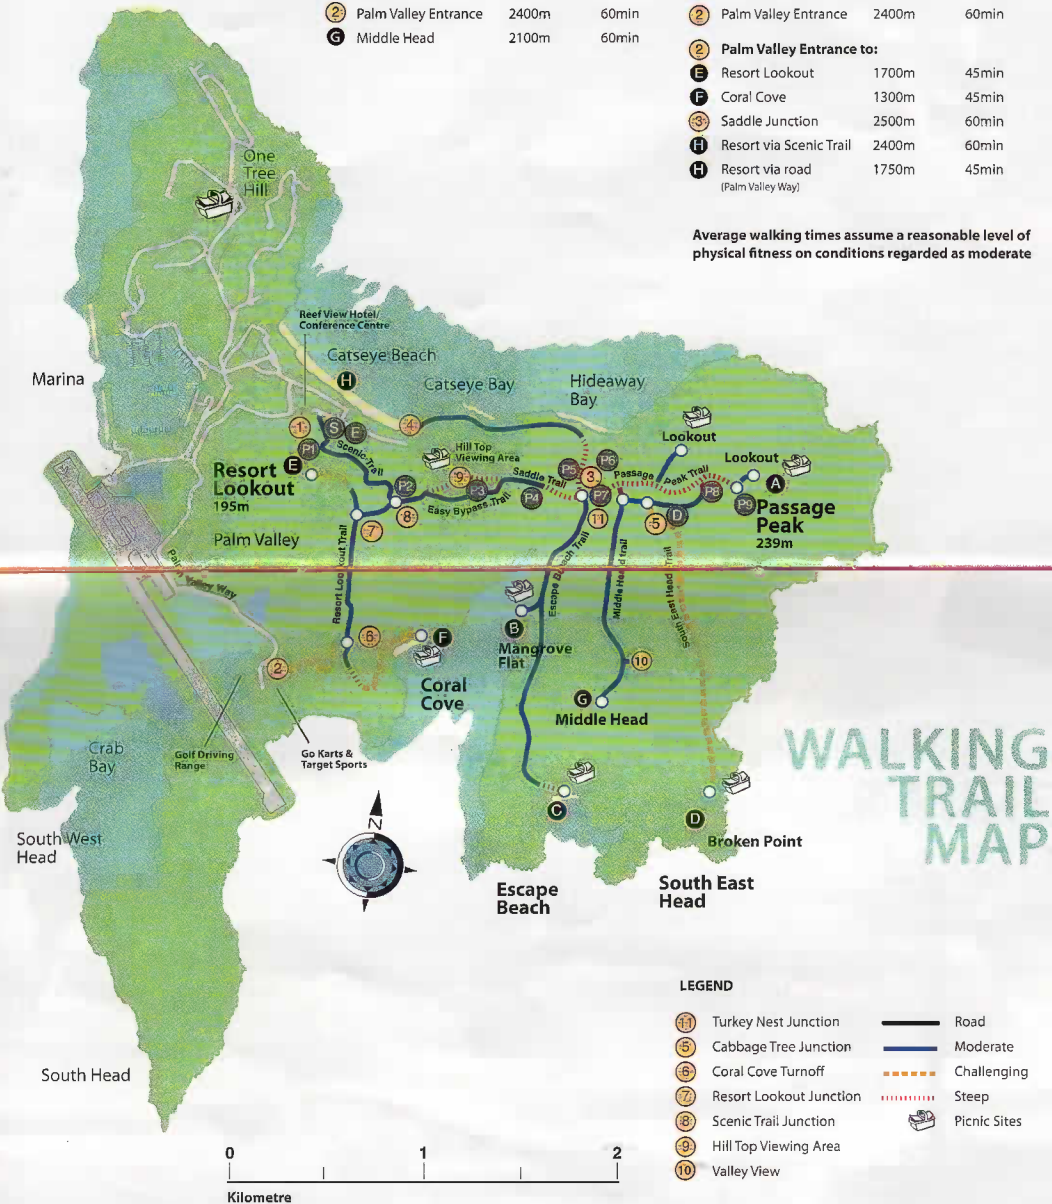 2 Palm Valley Entrance 2400m 60min
G Middle Head 2100m 60min
2 Palm Valley Entrance 2400m 60min
2 Palm Valley Entrance to:
E Resort Lookout 1700m 45min
F Coral Cove 1300m 45min
3 Saddle Junction 2500m 60min
H Resort via Scenic Trail 2400m 60min
H Resort via road 1750m 45min
(Palm Valley Way)
Average walking times assume a reasonable level of
physical fitness on conditions regarded as moderate
One
Tree
Hill
Reef View Hotel/
Conference Centre
Catseye Beach
H
Marina
Catseye Bay
Hideaway
Bay
1
S
E
4
P1
Scenic Trail
Hill Top
Viewing Area
9
Lookout
Lookout
E
Resort
Lookout
195m
P2
P3
Saddle Trail
P4
P5
3
P6
P7
Passage Peak Trail
P8
P9
A
Passage
Peak
239m
Easy Bypass Trail
7
8
11
5
D
Palm Valley
Palm Valley Way
Resort Lookout Trail
Escape Beach Trail
Middle Head trail
South East Head Trail
B
Mangrove
Flat
6
F
Coral
Cove
2
10
G
Middle Head
Golf Driving
Range
Go Karts &
Target Sports
Crab
Bay
South West
Head
N
C
Escape
Beach
D
Broken Point
South East
Head
WALKING
TRAIL
MAP
South Head
LEGEND
11 Turkey Nest Junction
5 Cabbage Tree Junction
6 Coral Cove Turnoff
7 Resort Lookout Junction
8 Scenic Trail Junction
9 Hill Top Viewing Area
10 Valley View
Road
Moderate
Challenging
Steep
Picnic Sites
0 1 2
Kilometre